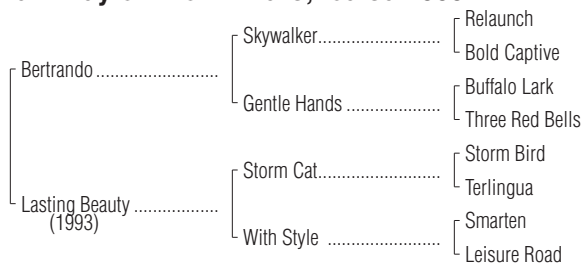 Relaunch
Skywalker..................
Bold Captive
Bertrando ..............................
Buffalo Lark
Gentle Hands .......................
Three Red Bells
Storm Bird
Storm Cat.......................
Terlingua
Lasting Beauty .....................
(1993)
Smarten
With Style ............................
Leisure Road